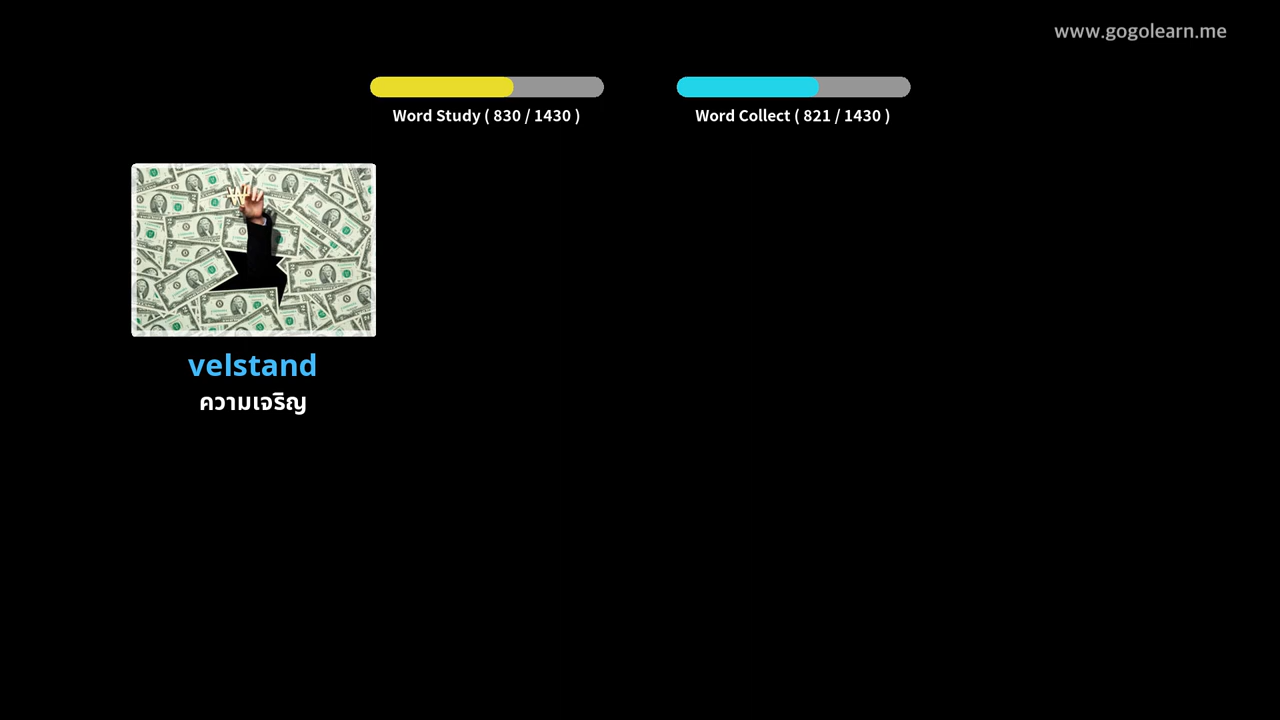 www.gogolearn.me
Word Study ( 830 / 1430 )
Word Collect ( 821 / 1430 )
velstand
ความเจริญ